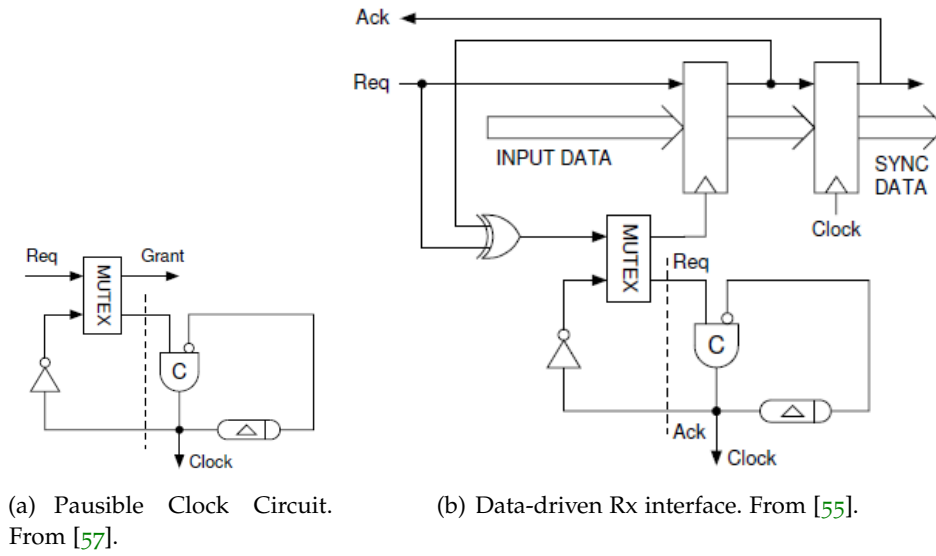 Ack
Req
INPUT DATA
SYNC
DATA
Clock
Req
Grant
MUTEX
C
Clock
MUTEX
Req
C
Ack
Clock
(a) Pausible Clock Circuit.
From [57].
(b) Data-driven Rx interface. From [55].